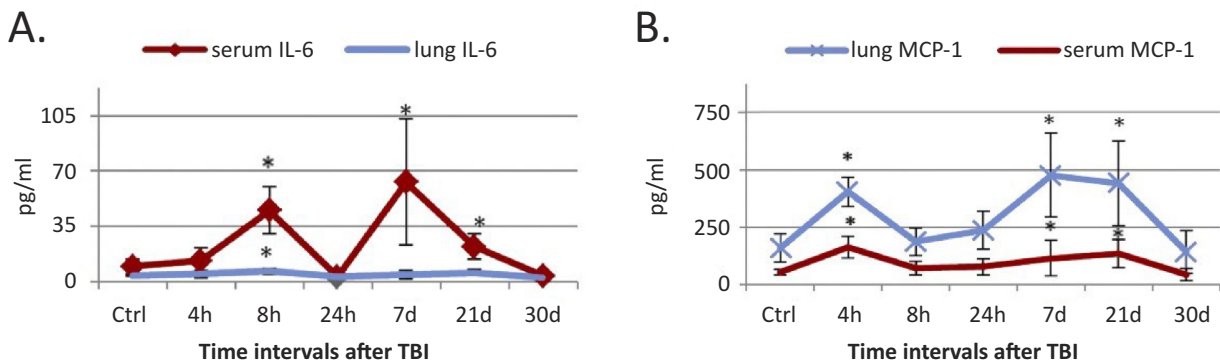 A.
serum IL-6 lung IL-6
105
70
35
0
pg/ml
* * * *
Ctrl 4h 8h 24h 7d 21d 30d
Time intervals after TBI
B.
lung MCP-1 serum MCP-1
750
500
250
0
pg/ml
* * *
* * *
Ctrl 4h 8h 24h 7d 21d 30d
Time intervals after TBI